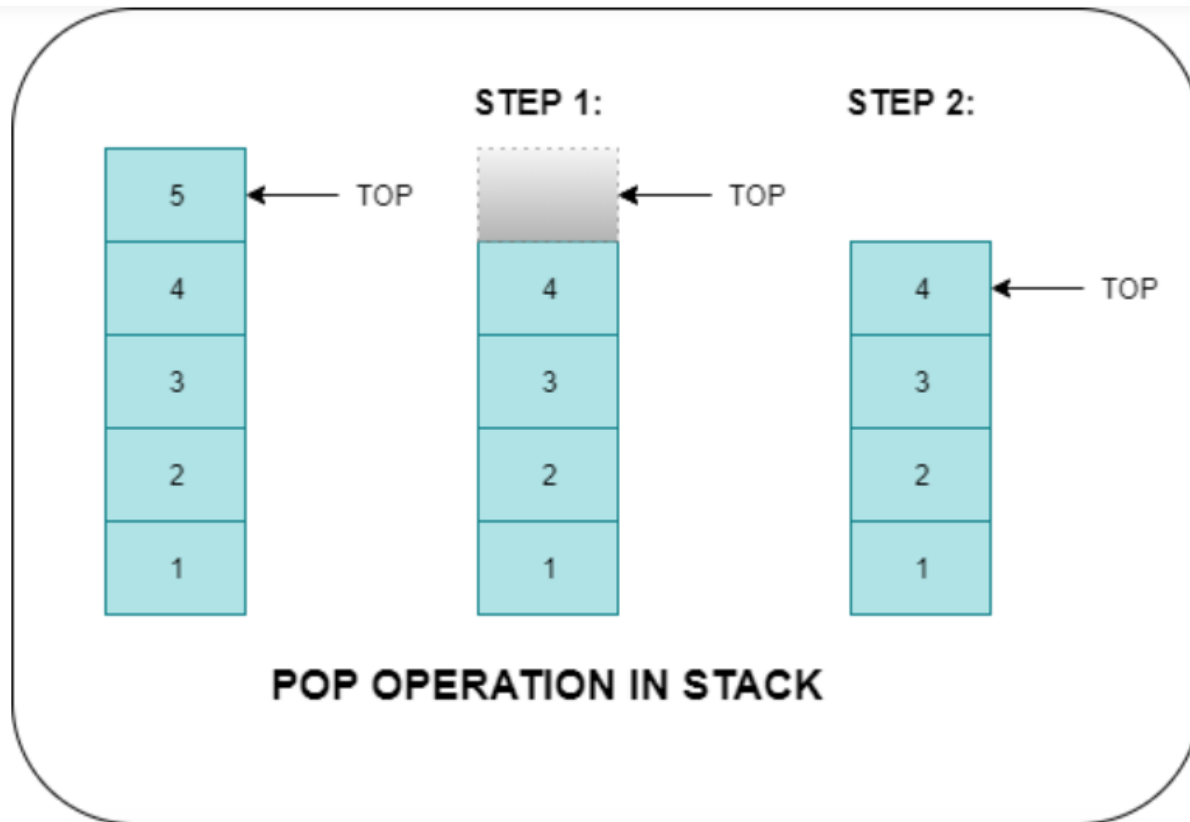 STEP 1: STEP 2:
5 TOP TOP
4 4 4 TOP
3 3 3
2 2 2
1 1 1
POP OPERATION IN STACK